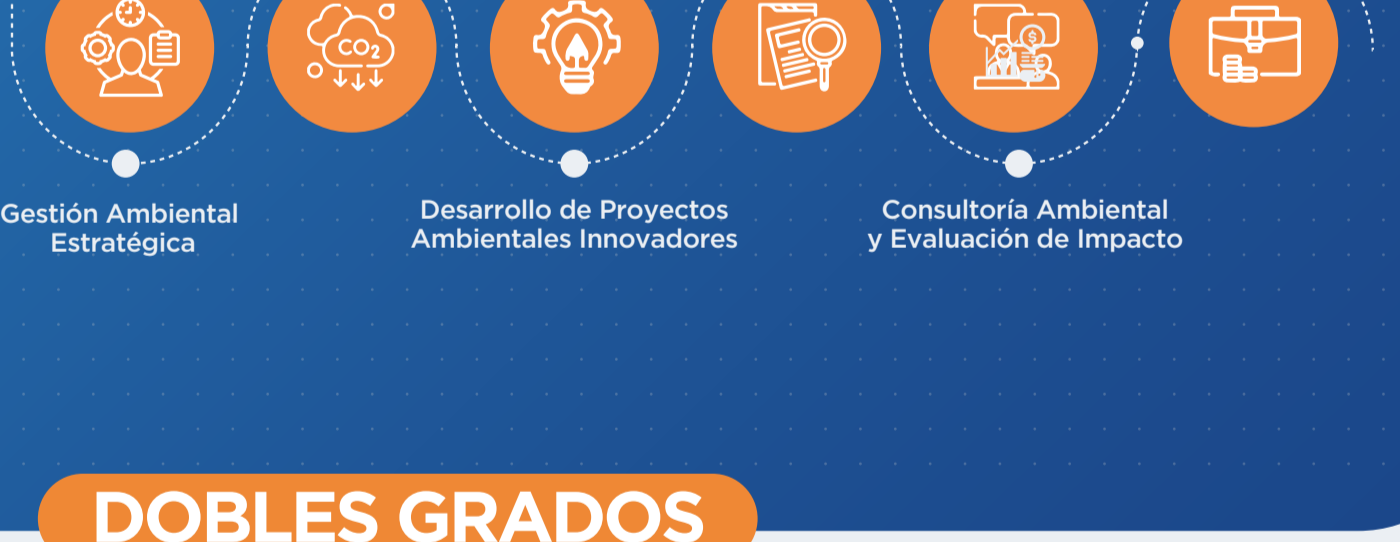 CO₂
$
Gestión Ambiental
Estratégica
Desarrollo de Proyectos
Ambientales Innovadores
Consultoría Ambiental
y Evaluación de Impacto
DOBLES GRADOS